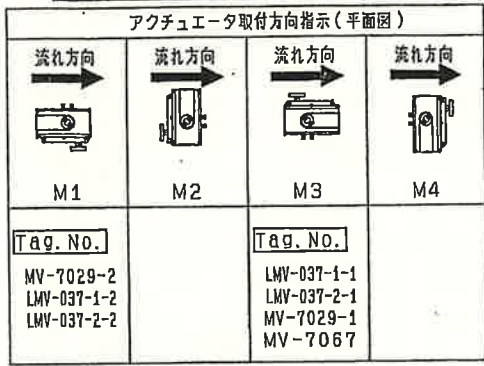 アクチュエータ取付方向指示(平面図)
流れ方向 流れ方向 流れ方向 流れ方向
M1 M2 M3 M4
Tag. No. Tag. No.
MV-7029-2 LMV-037-1-1
LMV-037-1-2 LMV-037-2-1
LMV-037-2-2 MV-7029-1
MV-7067